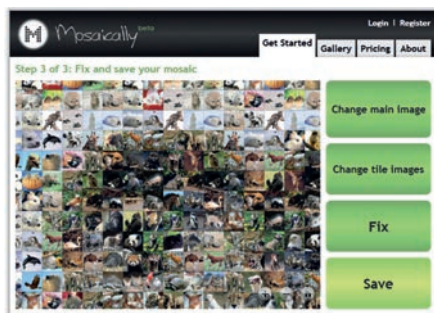 Login | Register
M Mosaically beta
Get Started Gallery Pricing About
Step 3 of 3: Fix and save your mosaic
Change main image
Change tile images
Fix
Save